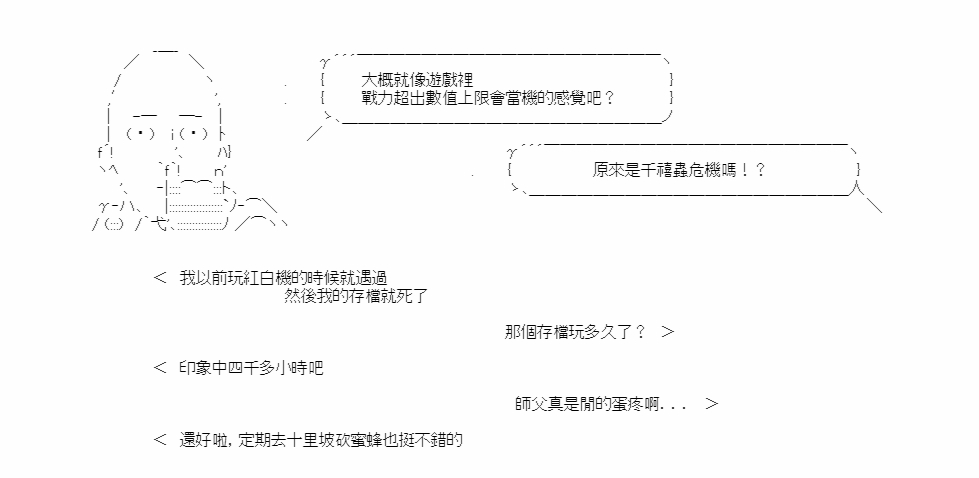 大概就像遊戲裡
戰力超出數值上限會當機的感覺吧？
原來是千禧蟲危機嗎！？
＜ 我以前玩紅白機的時候就遇過
然後我的存檔就死了
那個存檔玩多久了？ ＞
＜ 印象中四千多小時吧
師父真是閒的蛋疼啊... ＞
＜ 還好啦，定期去十里坡砍蜜蜂也挺不錯的